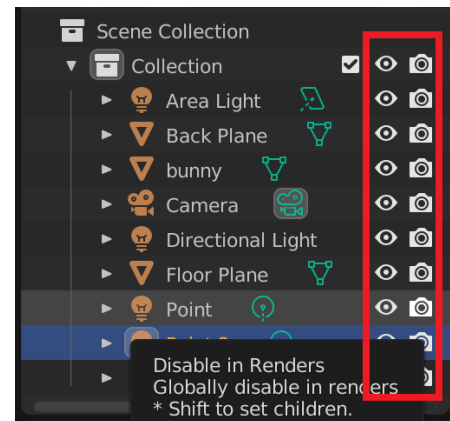 Scene Collection
Collection
Area Light
Back Plane
bunny
Camera
Directional Light
Floor Plane
Point
Disable in Renders
Globally disable in renders
* Shift to set children.